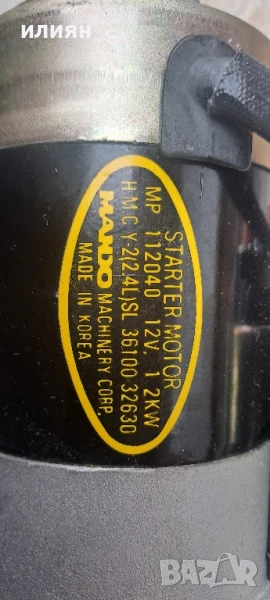 илиян
STARTER MOTOR
MP 112040 12V, 1.2KW
H.M.C Y-2(2.4L)SL 36100 32630
MANDO MACHINERY CORP.
MADE IN KOREA
BAZAR